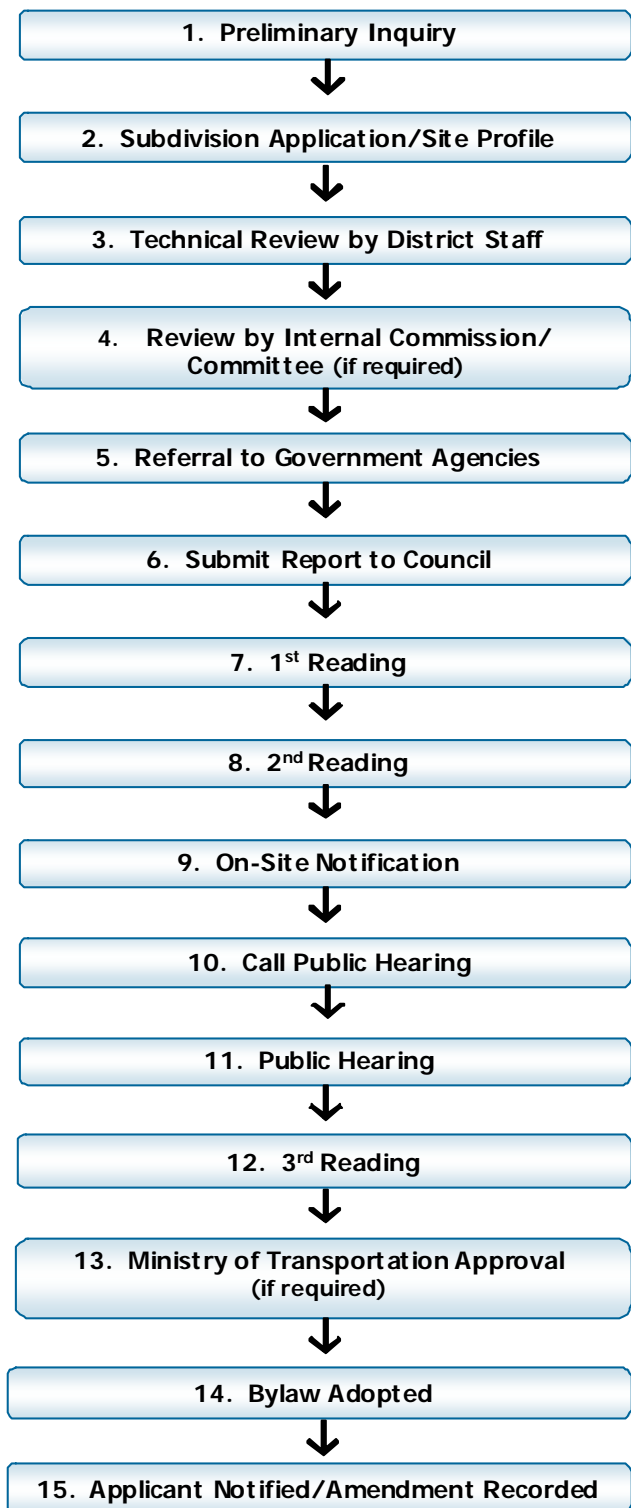 1. Preliminary Inquiry
2. Subdivision Application/Site Profile
3. Technical Review by District Staff
4. Review by Internal Commission/
Committee (if required)
5. Referral to Government Agencies
6. Submit Report to Council
7. 1st Reading
8. 2nd Reading
9. On-Site Notification
10. Call Public Hearing
11. Public Hearing
12. 3rd Reading
13. Ministry of Transportation Approval
(if required)
14. Bylaw Adopted
15. Applicant Notified/Amendment Recorded